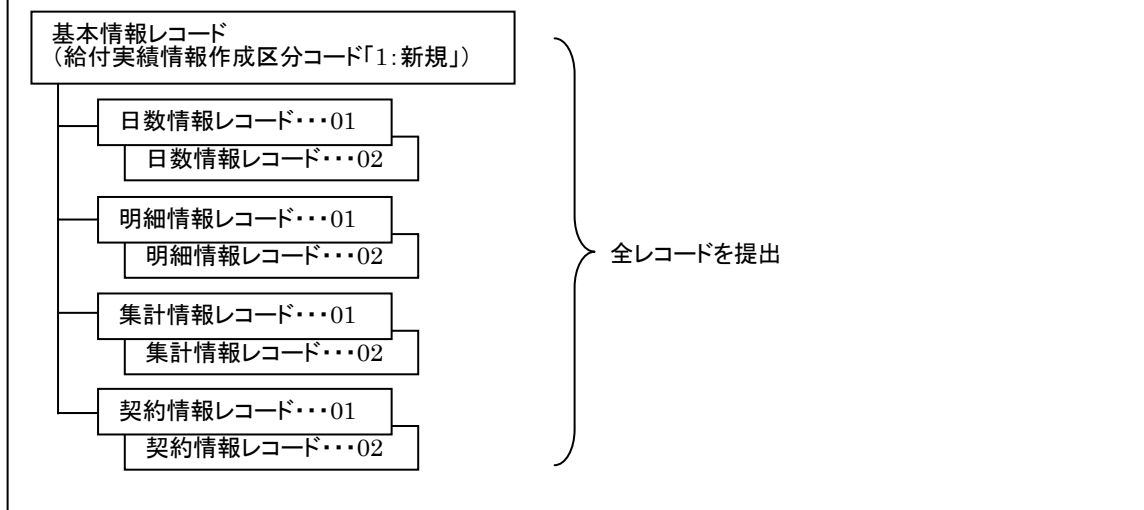 基本情報レコード
（給付実績情報作成区分コード「1：新規」）
日数情報レコード・・・01
日数情報レコード・・・02
明細情報レコード・・・01
明細情報レコード・・・02
全レコードを提出
集計情報レコード・・・01
集計情報レコード・・・02
契約情報レコード・・・01
契約情報レコード・・・02